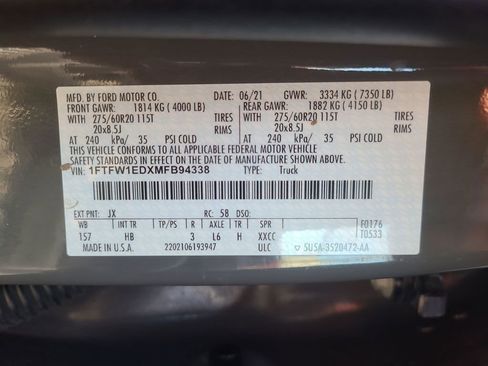 MFD. BY FORD MOTOR CO. 06/21 GVWR: 3334 KG ( 7350 LB)
FRONT GAWR: 1814 KG ( 4000 LB) REAR GAWR: 1882 KG ( 4150 LB)
WITH 275/60R20 115T TIRES WITH 275/60R20 115T TIRES
20x8.5J RIMS 20x8.5J RIMS
AT 240 kPa/ 35 PSI COLD AT 240 kPa/ 35 PSI COLD
THIS VEHICLE CONFORMS TO ALL APPLICABLE FEDERAL MOTOR VEHICLE
SAFETY STANDARDS IN EFFECT ON THE DATE OF MANUFACTURE SHOWN ABOVE.
VIN: 1FTFW1EDXMFB94338 TYPE: Truck
EXT PNT: JX RC: 58 DSO: F0176
WB TP/PS R AXLE TR SPR T0533
157 HB 3 L6 H XXCC
MADE IN U.S.A. 2202106193947 ULC 5U5A-3520472-AA